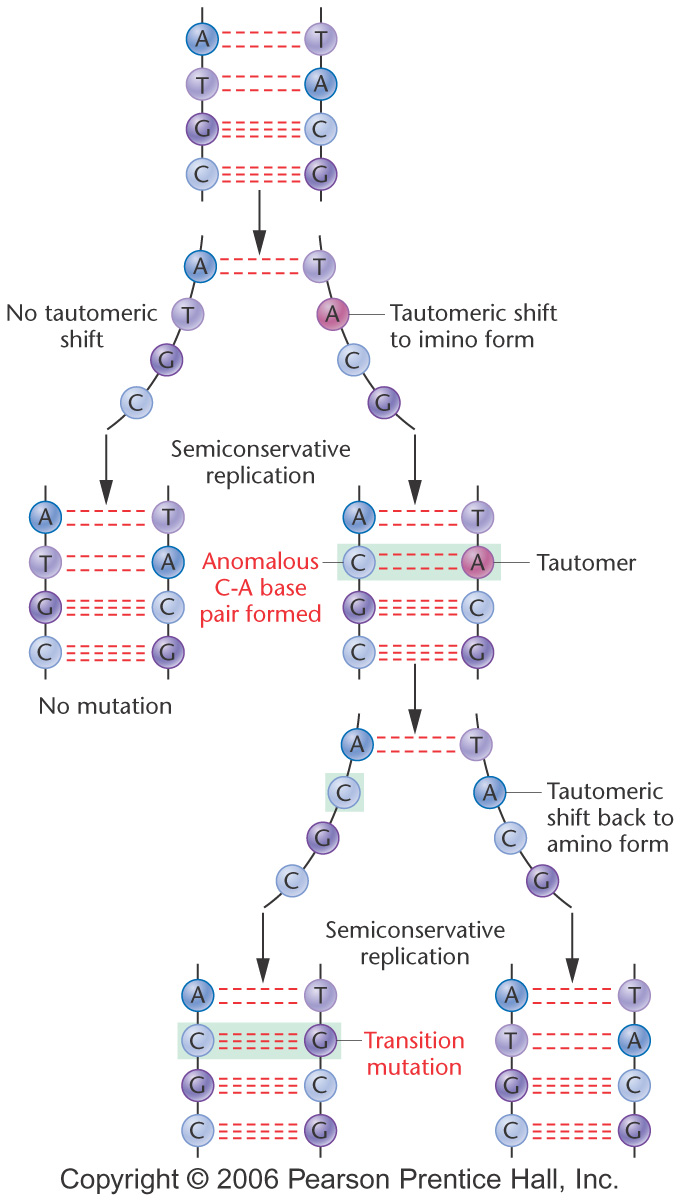 A T
T A
G C
C G
A T
No tautomeric
shift
T A
Tautomeric shift
to imino form
G C
C G
Semiconservative
replication
A T A T
T A
Anomalous
C-A base
pair formed
C A
Tautomer
G C G C
C G C G
No mutation
A T
C A
Tautomeric
shift back to
amino form
G C
C G
Semiconservative
replication
A T A T
C G
Transition
mutation
T A
G C G C
C G C G
Copyright © 2006 Pearson Prentice Hall, Inc.